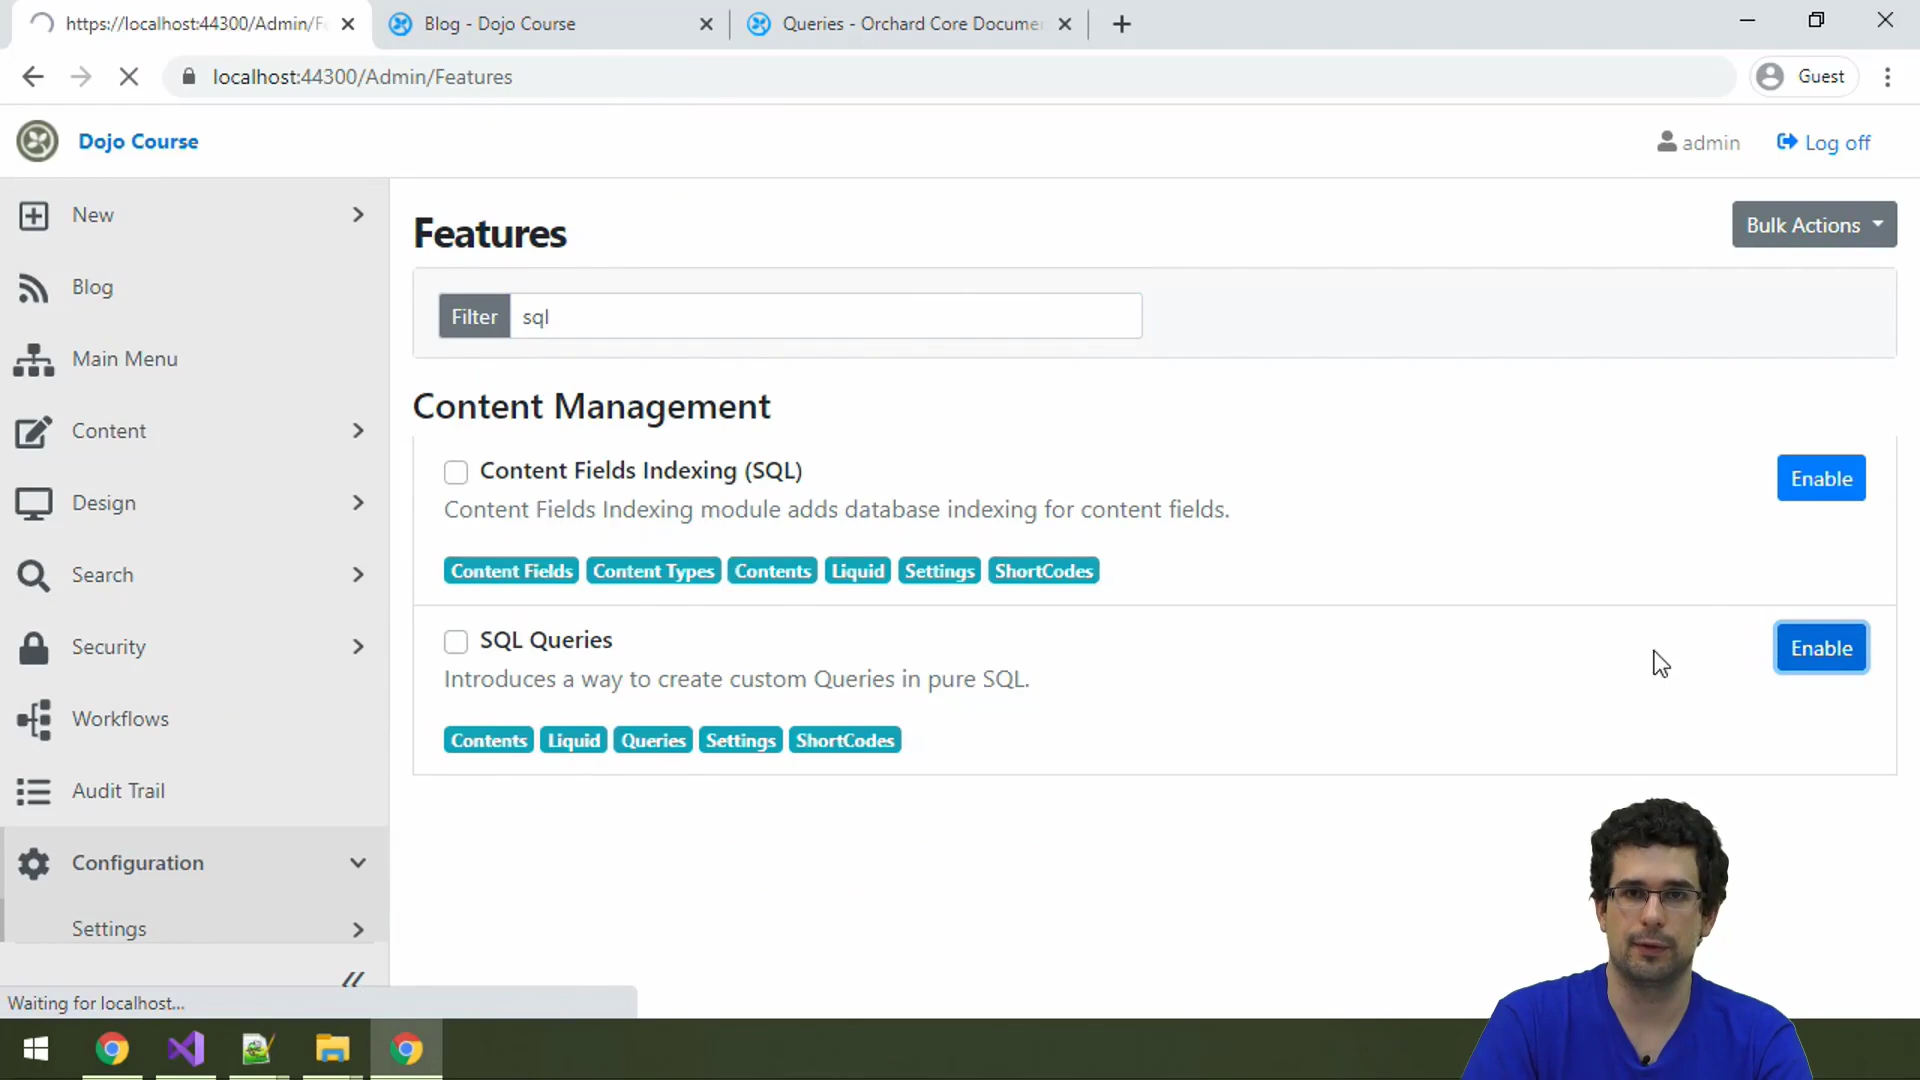 https://localhost:44300/Admin/Fe
Blog - Dojo Course
Queries - Orchard Core Documen
localhost:44300/Admin/Features
Guest
Dojo Course
admin
Log off
New
Blog
Main Menu
Content
Design
Search
Security
Workflows
Audit Trail
Configuration
Settings
Features
Bulk Actions
Filter
sql
Content Management
Content Fields Indexing (SQL)
Enable
Content Fields Indexing module adds database indexing for content fields.
Content Fields Content Types Contents Liquid Settings ShortCodes
SQL Queries
Enable
Introduces a way to create custom Queries in pure SQL.
Contents Liquid Queries Settings ShortCodes
Waiting for localhost...